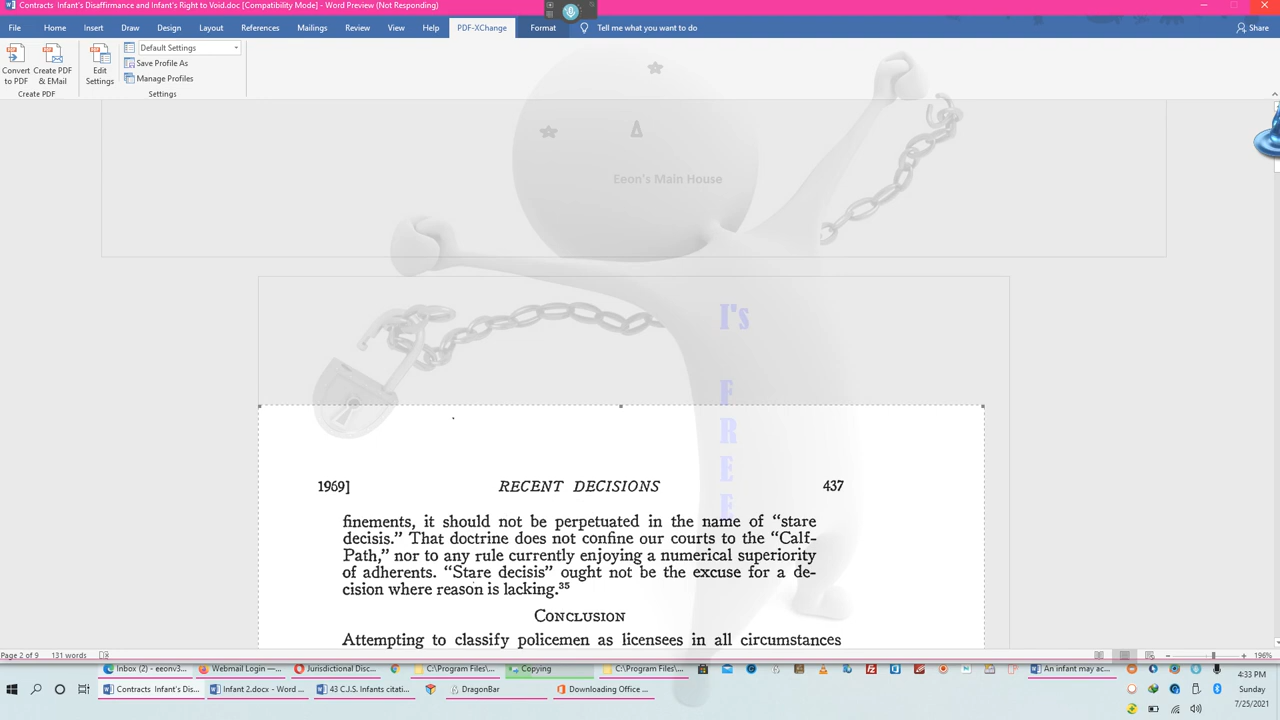 Contracts Infant's Disaffirmance and Infant's Right to Void.doc [Compatibility Mode] - Word Preview (Not Responding)
File Home Insert Draw Design Layout References Mailings Review View Help PDF-XChange Format Tell me what you want to do Share
Default Settings
Save Profile As
Manage Profiles
Convert to PDF
Create PDF & EMail
Edit Settings
Create PDF Settings
Eeon's Main House
I's
F
R
E
E
1969] RECENT DECISIONS 437
finements, it should not be perpetuated in the name of “stare
decisis.” That doctrine does not confine our courts to the “Calf-
Path,” nor to any rule currently enjoying a numerical superiority
of adherents. “Stare decisis” ought not be the excuse for a de-
cision where reason is lacking.³⁵
CONCLUSION
Attempting to classify policemen as licensees in all circumstances
Page 2 of 9 131 words 196%
Inbox (2) - eeonv3... Webmail Login —... Jurisdictional Disc... C:\Program Files\... Copying C:\Program Files\... An infant may ac...
4:33 PM
Contracts Infant's Dis... Infant 2.docx - Word ... 43 C.J.S. Infants citati... DragonBar Downloading Office ...
Sunday
7/25/2021